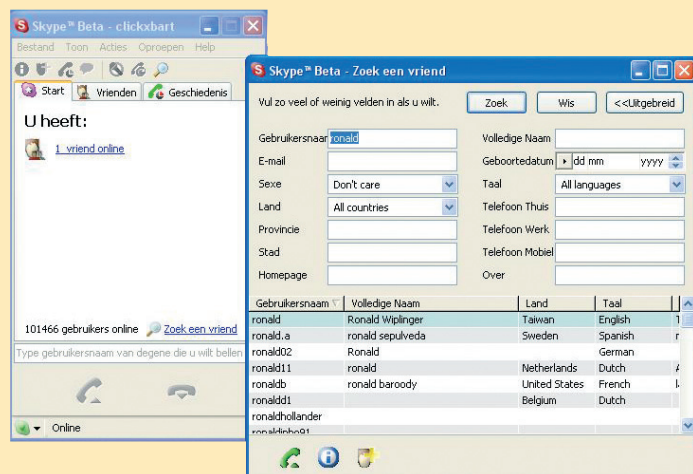 Skype™ Beta - clickxbart
Bestand Toon Acties Oproepen Help
Start Vrienden Geschiedenis
U heeft:
1 vriend online
101466 gebruikers online Zoek een vriend
Type gebruikersnaam van degene die u wilt bellen
Online
Skype™ Beta - Zoek een vriend
Vul zo veel of weinig velden in als u wilt. Zoek Wis <<Uitgebreid
Gebruikersnaar ronald Volledige Naam
E-mail Geboortedatum dd mm yyyy
Sexe Don't care Taal All languages
Land All countries Telefoon Thuis
Provincie Telefoon Werk
Stad Telefoon Mobiel
Homepage Over
Gebruikersnaam Volledige Naam Land Taal
ronald Ronald Wiplinger Taiwan English
ronald.a ronald sepulveda Sweden Spanish
ronald02 Ronald German
ronald11 ronald Netherlands Dutch
ronaldb ronald baroody United States French
ronaldd1 Belgium Dutch
ronaldhollander